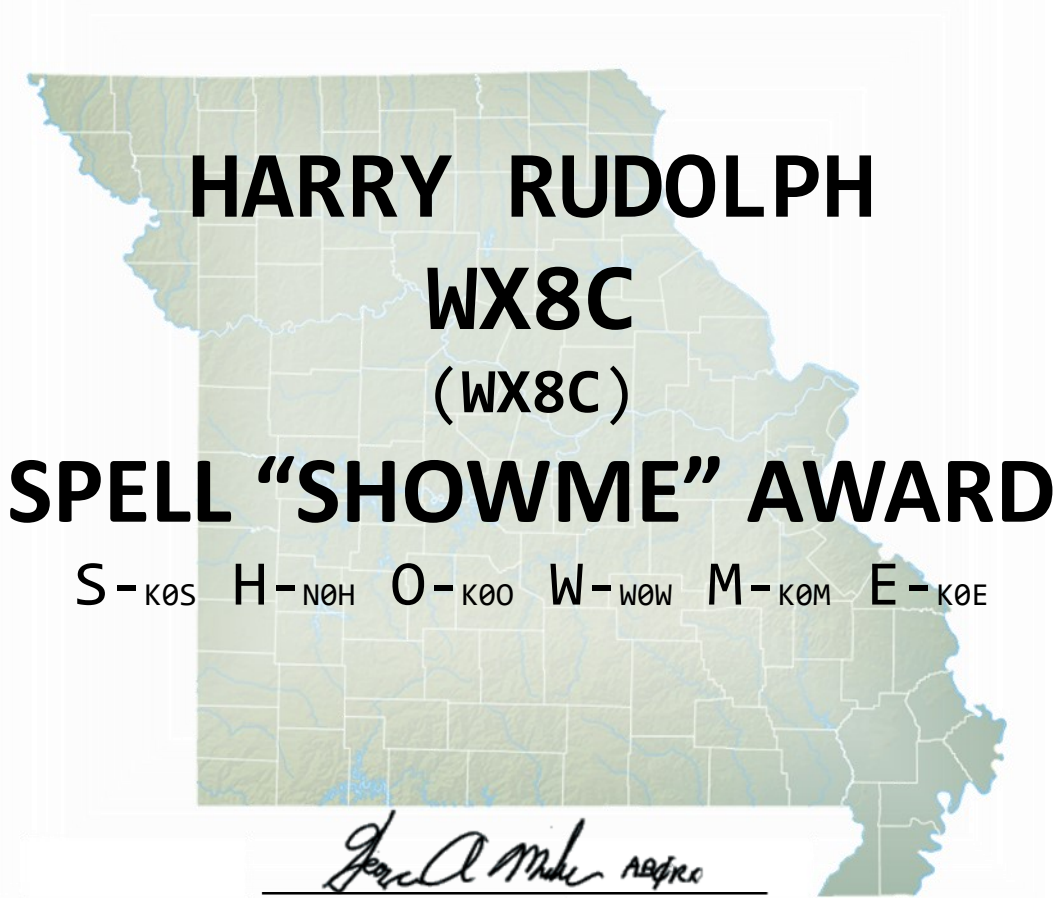 HARRY RUDOLPH
WX8C
(WX8C)
SPELL “SHOWME” AWARD
S-K0S H-N0H O-K0O W-W0W M-K0M E-K0E